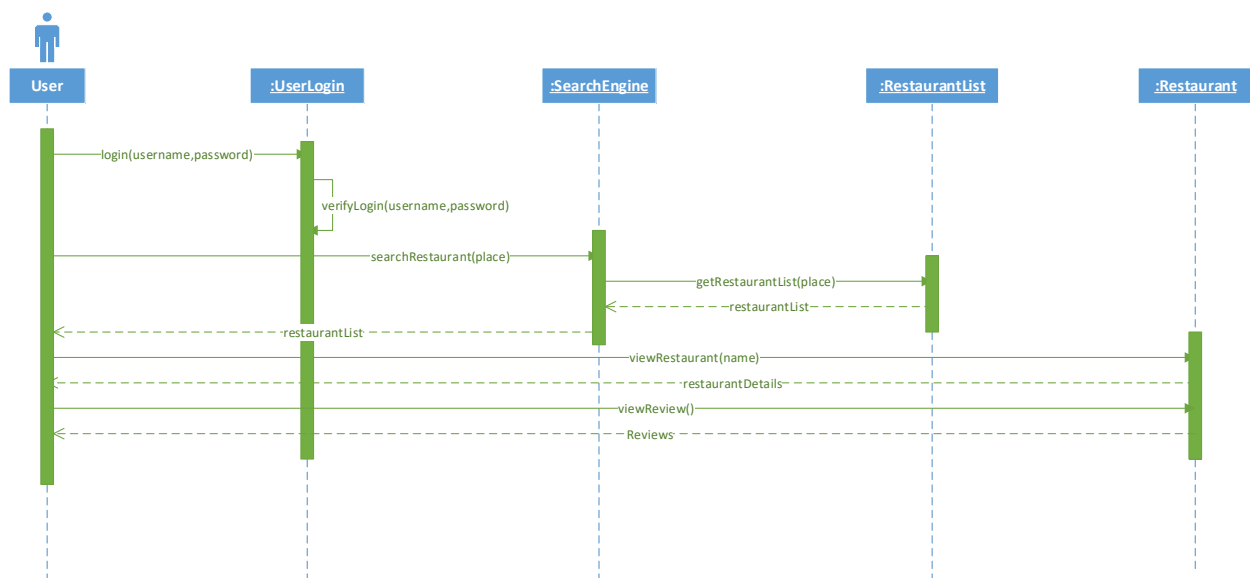 User
:UserLogin
:SearchEngine
:RestaurantList
:Restaurant
login(username,password)
verifyLogin(username,password)
searchRestaurant(place)
getRestaurantList(place)
restaurantList
restaurantList
viewRestaurant(name)
restaurantDetails
viewReview()
Reviews